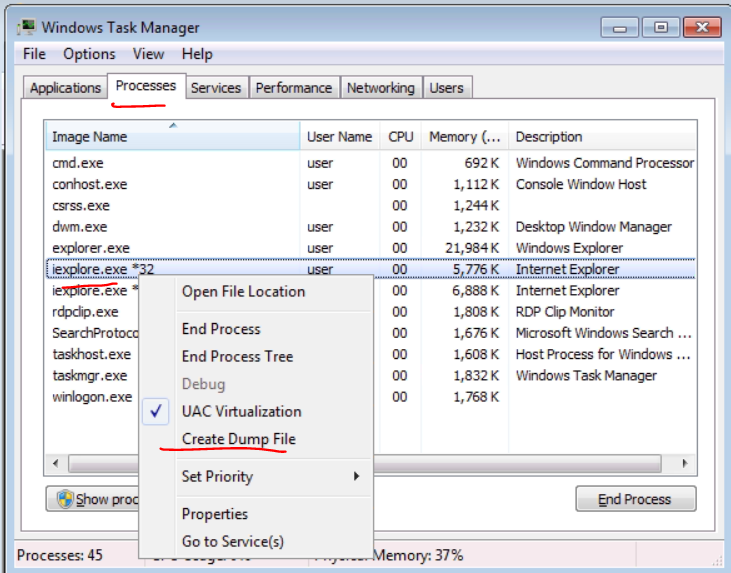 Windows Task Manager
File Options View Help
Applications Processes Services Performance Networking Users
Image Name User Name CPU Memory (... Description
cmd.exe user 00 692 K Windows Command Processor
conhost.exe user 00 1,112 K Console Window Host
csrss.exe 00 1,244 K
dwm.exe user 00 1,232 K Desktop Window Manager
explorer.exe user 00 21,984 K Windows Explorer
iexplore.exe *32 user 00 5,776 K Internet Explorer
iexplore.exe * 00 6,888 K Internet Explorer
Open File Location
rdpclip.exe 00 1,808 K RDP Clip Monitor
End Process
SearchProtoco 00 1,676 K Microsoft Windows Search ...
End Process Tree
taskhost.exe 00 1,608 K Host Process for Windows ...
Debug
taskmgr.exe 00 1,832 K Windows Task Manager
winlogon.exe 00 1,768 K
UAC Virtualization
Create Dump File
Set Priority
Show proc End Process
Properties
Go to Service(s)
Processes: 45 Memory: 37%